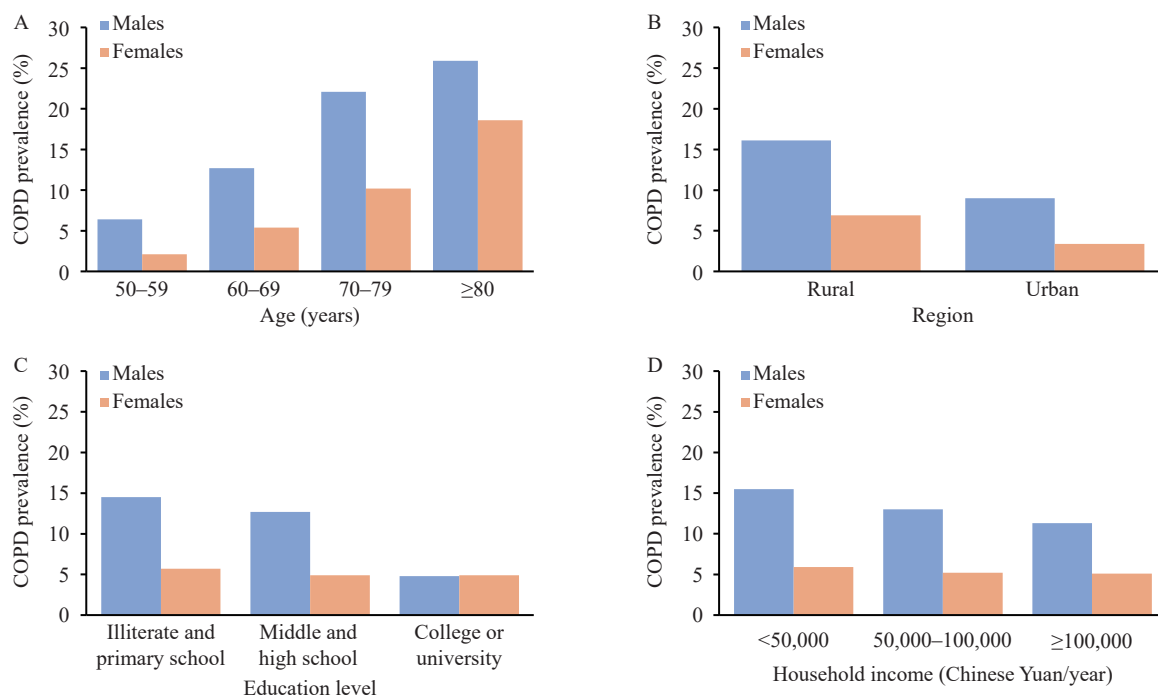 A
COPD prevalence (%)
30
25
20
15
10
5
0
Males
Females
50–59
60–69
70–79
≥80
Age (years)
B
COPD prevalence (%)
30
25
20
15
10
5
0
Males
Females
Rural
Urban
Region
C
COPD prevalence (%)
30
25
20
15
10
5
0
Males
Females
Illiterate and
primary school
Middle and
high school
College or
university
Education level
D
COPD prevalence (%)
30
25
20
15
10
5
0
Males
Females
<50,000
50,000–100,000
≥100,000
Household income (Chinese Yuan/year)